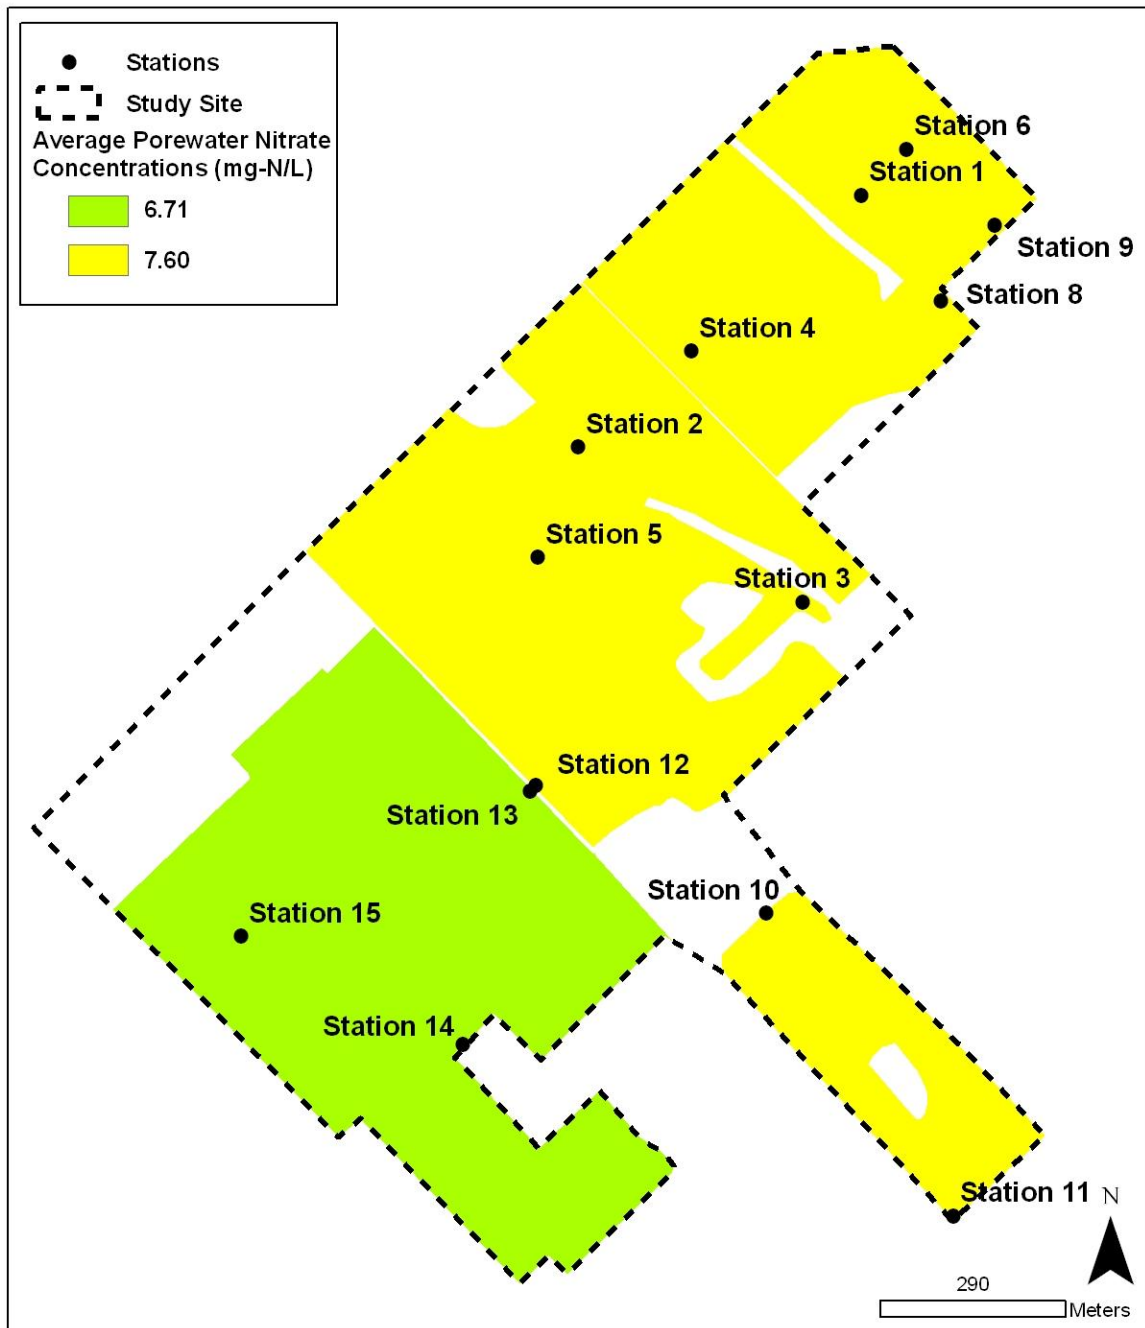 Stations
Study Site
Average Porewater Nitrate
Concentrations (mg-N/L)
6.71
7.60
Station 6
Station 1
Station 9
Station 8
Station 4
Station 2
Station 5
Station 3
Station 12
Station 13
Station 10
Station 15
Station 14
Station 11
N
290
Meters